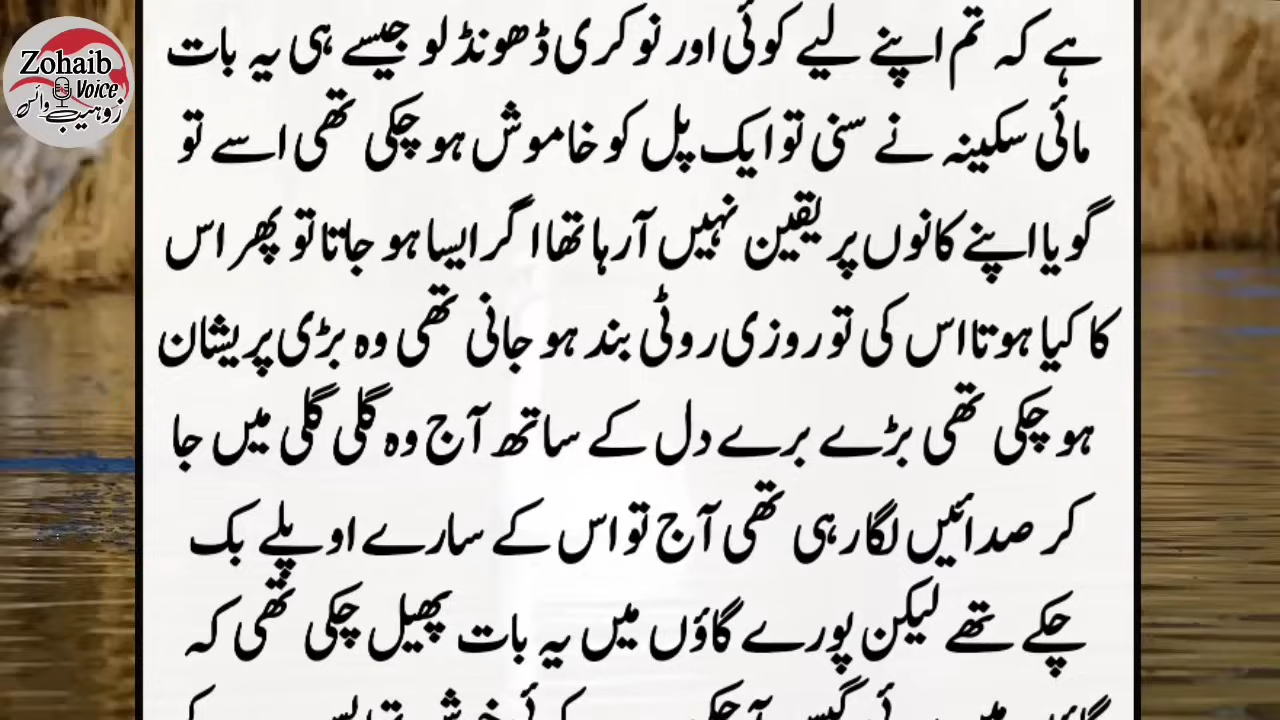 Zohaib
Voice
زوہیب وائس
ہے کہ تم اپنے لیے کوئی اور نوکری ڈھونڈ لو جیسے ہی یہ بات
مائی سکینہ نے سنی تو ایک پل کو خاموش ہو چکی تھی اسے تو
گویا اپنے کانوں پر یقین نہیں آ رہا تھا اگر ایسا ہو جاتا تو پھر اس
کا کیا ہوتا اس کی تو روزی روٹی بند ہو جانی تھی وہ بڑی پریشان
ہو چکی تھی بڑے برے دل کے ساتھ آج وہ گلی گلی میں جا
کر صدائیں لگا رہی تھی آج تو اس کے سارے اوپلے بک
چکے تھے لیکن پورے گاؤں میں یہ بات پھیل چکی تھی کہ